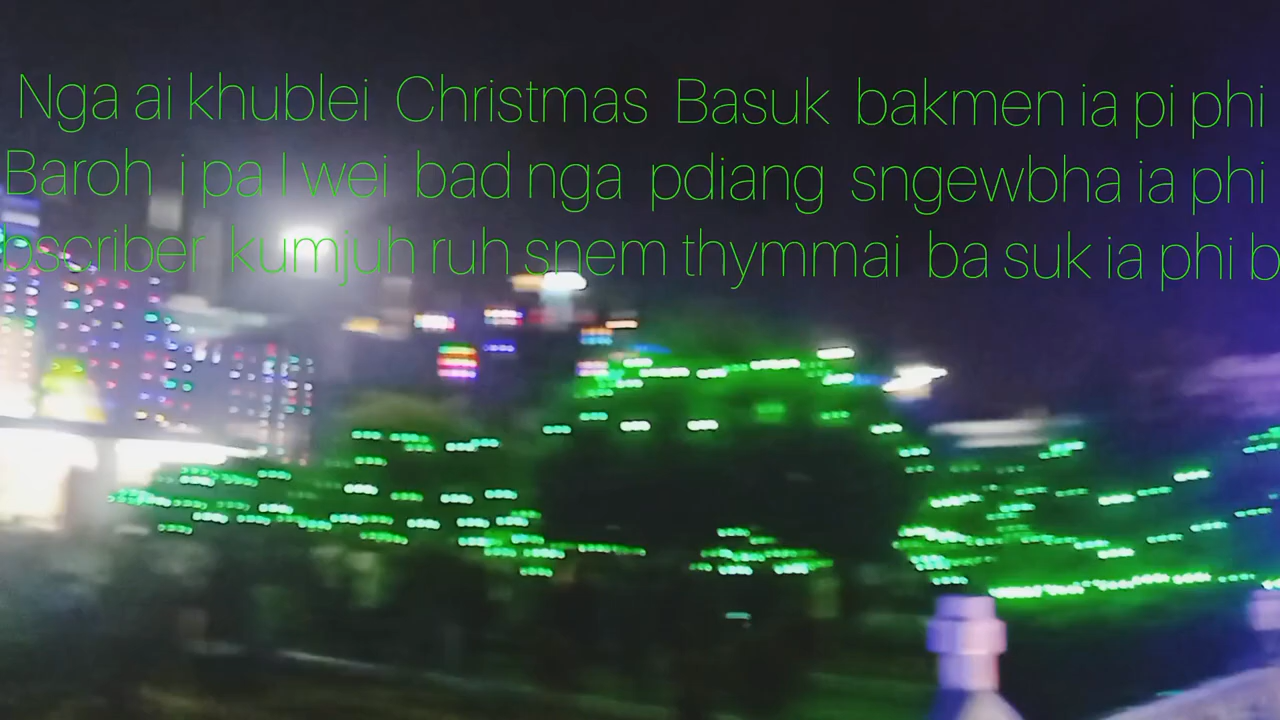 Nga ai khublei Christmas Basuk bakmen ia pi phi
Baroh i pa l wei bad nga pdiang sngewbha ia phi
bscriber kumjuh ruh snem thymmai ba suk ia phi b